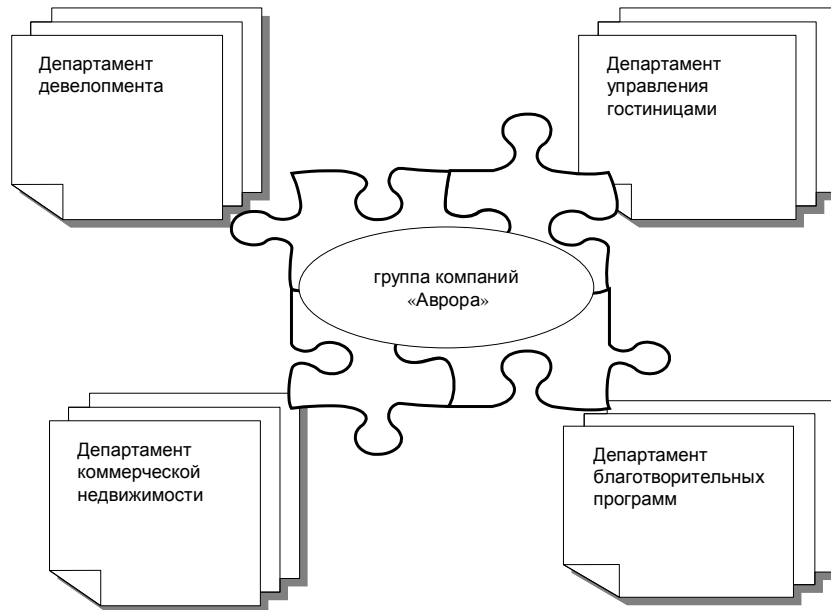 Департамент
девелопмента
Департамент
управления
гостиницами
группа компаний
«Аврора»
Департамент
коммерческой
недвижимости
Департамент
благотворительных
программ